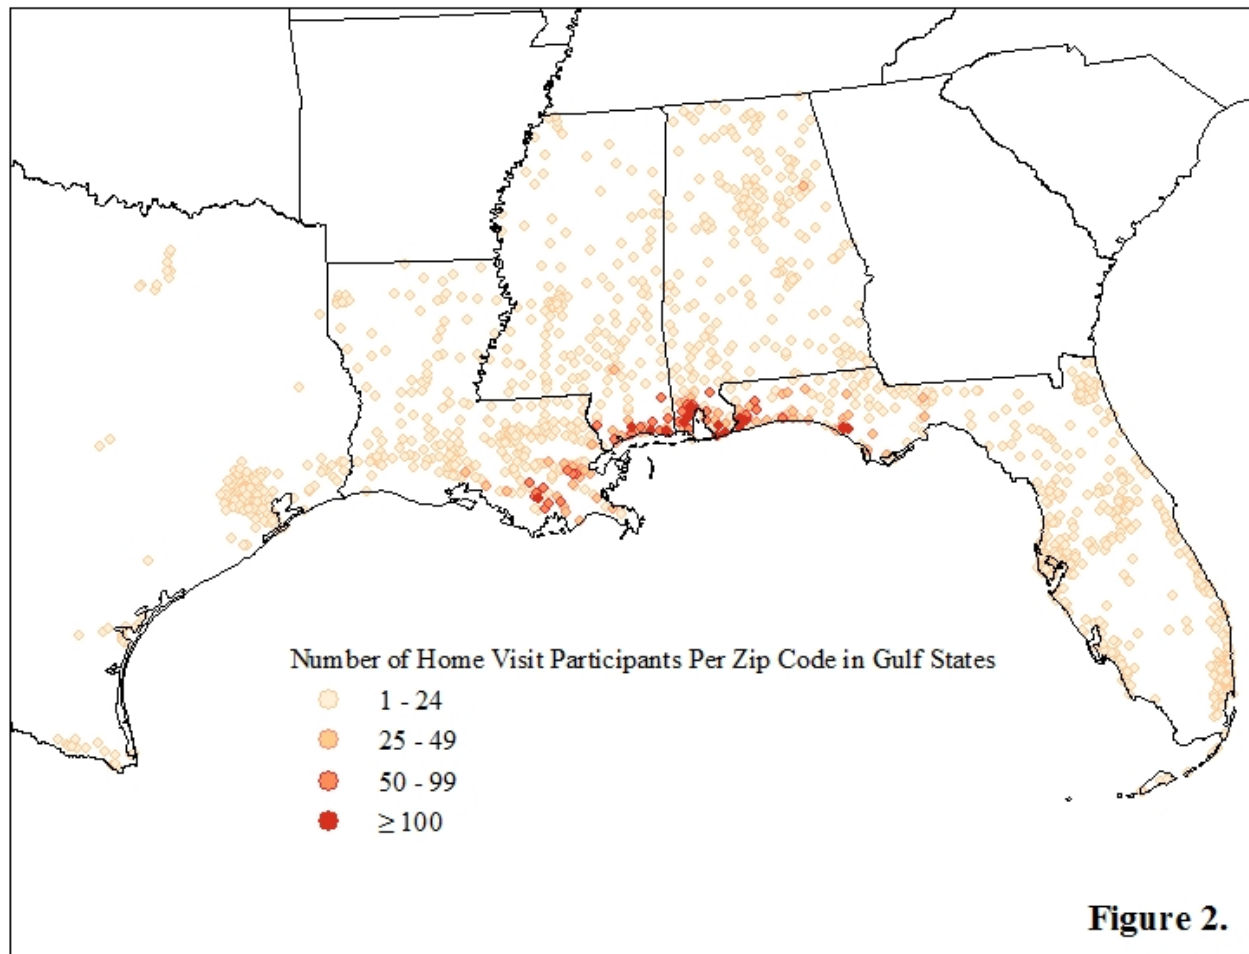 Number of Home Visit Participants Per Zip Code in Gulf States
1 - 24
25 - 49
50 - 99
≥ 100
Figure 2.